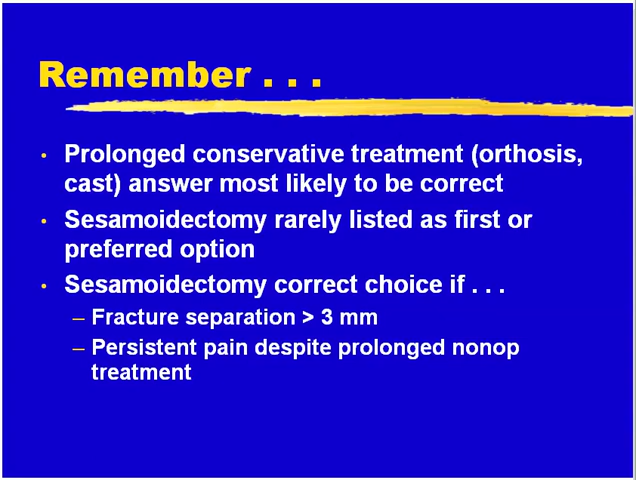 Remember . . .
• Prolonged conservative treatment (orthosis,
cast) answer most likely to be correct
• Sesamoidectomy rarely listed as first or
preferred option
• Sesamoidectomy correct choice if . . .
– Fracture separation > 3 mm
– Persistent pain despite prolonged nonop
treatment